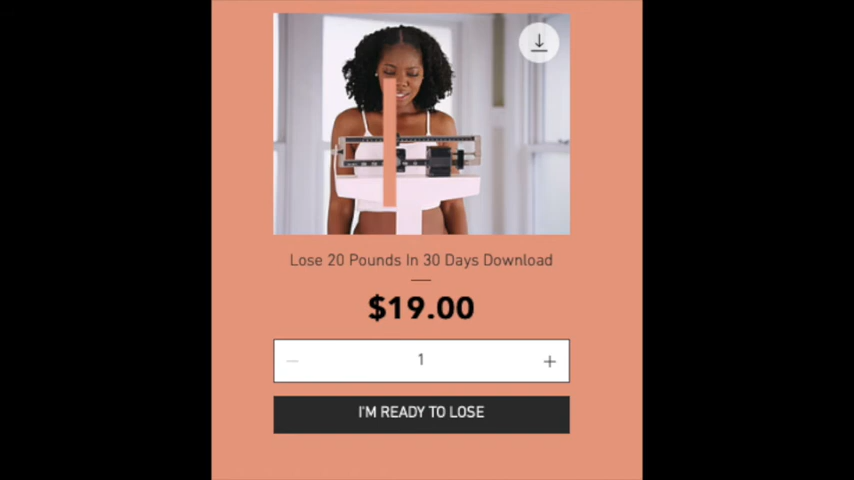 Lose 20 Pounds In 30 Days Download
$19.00
1
I'M READY TO LOSE